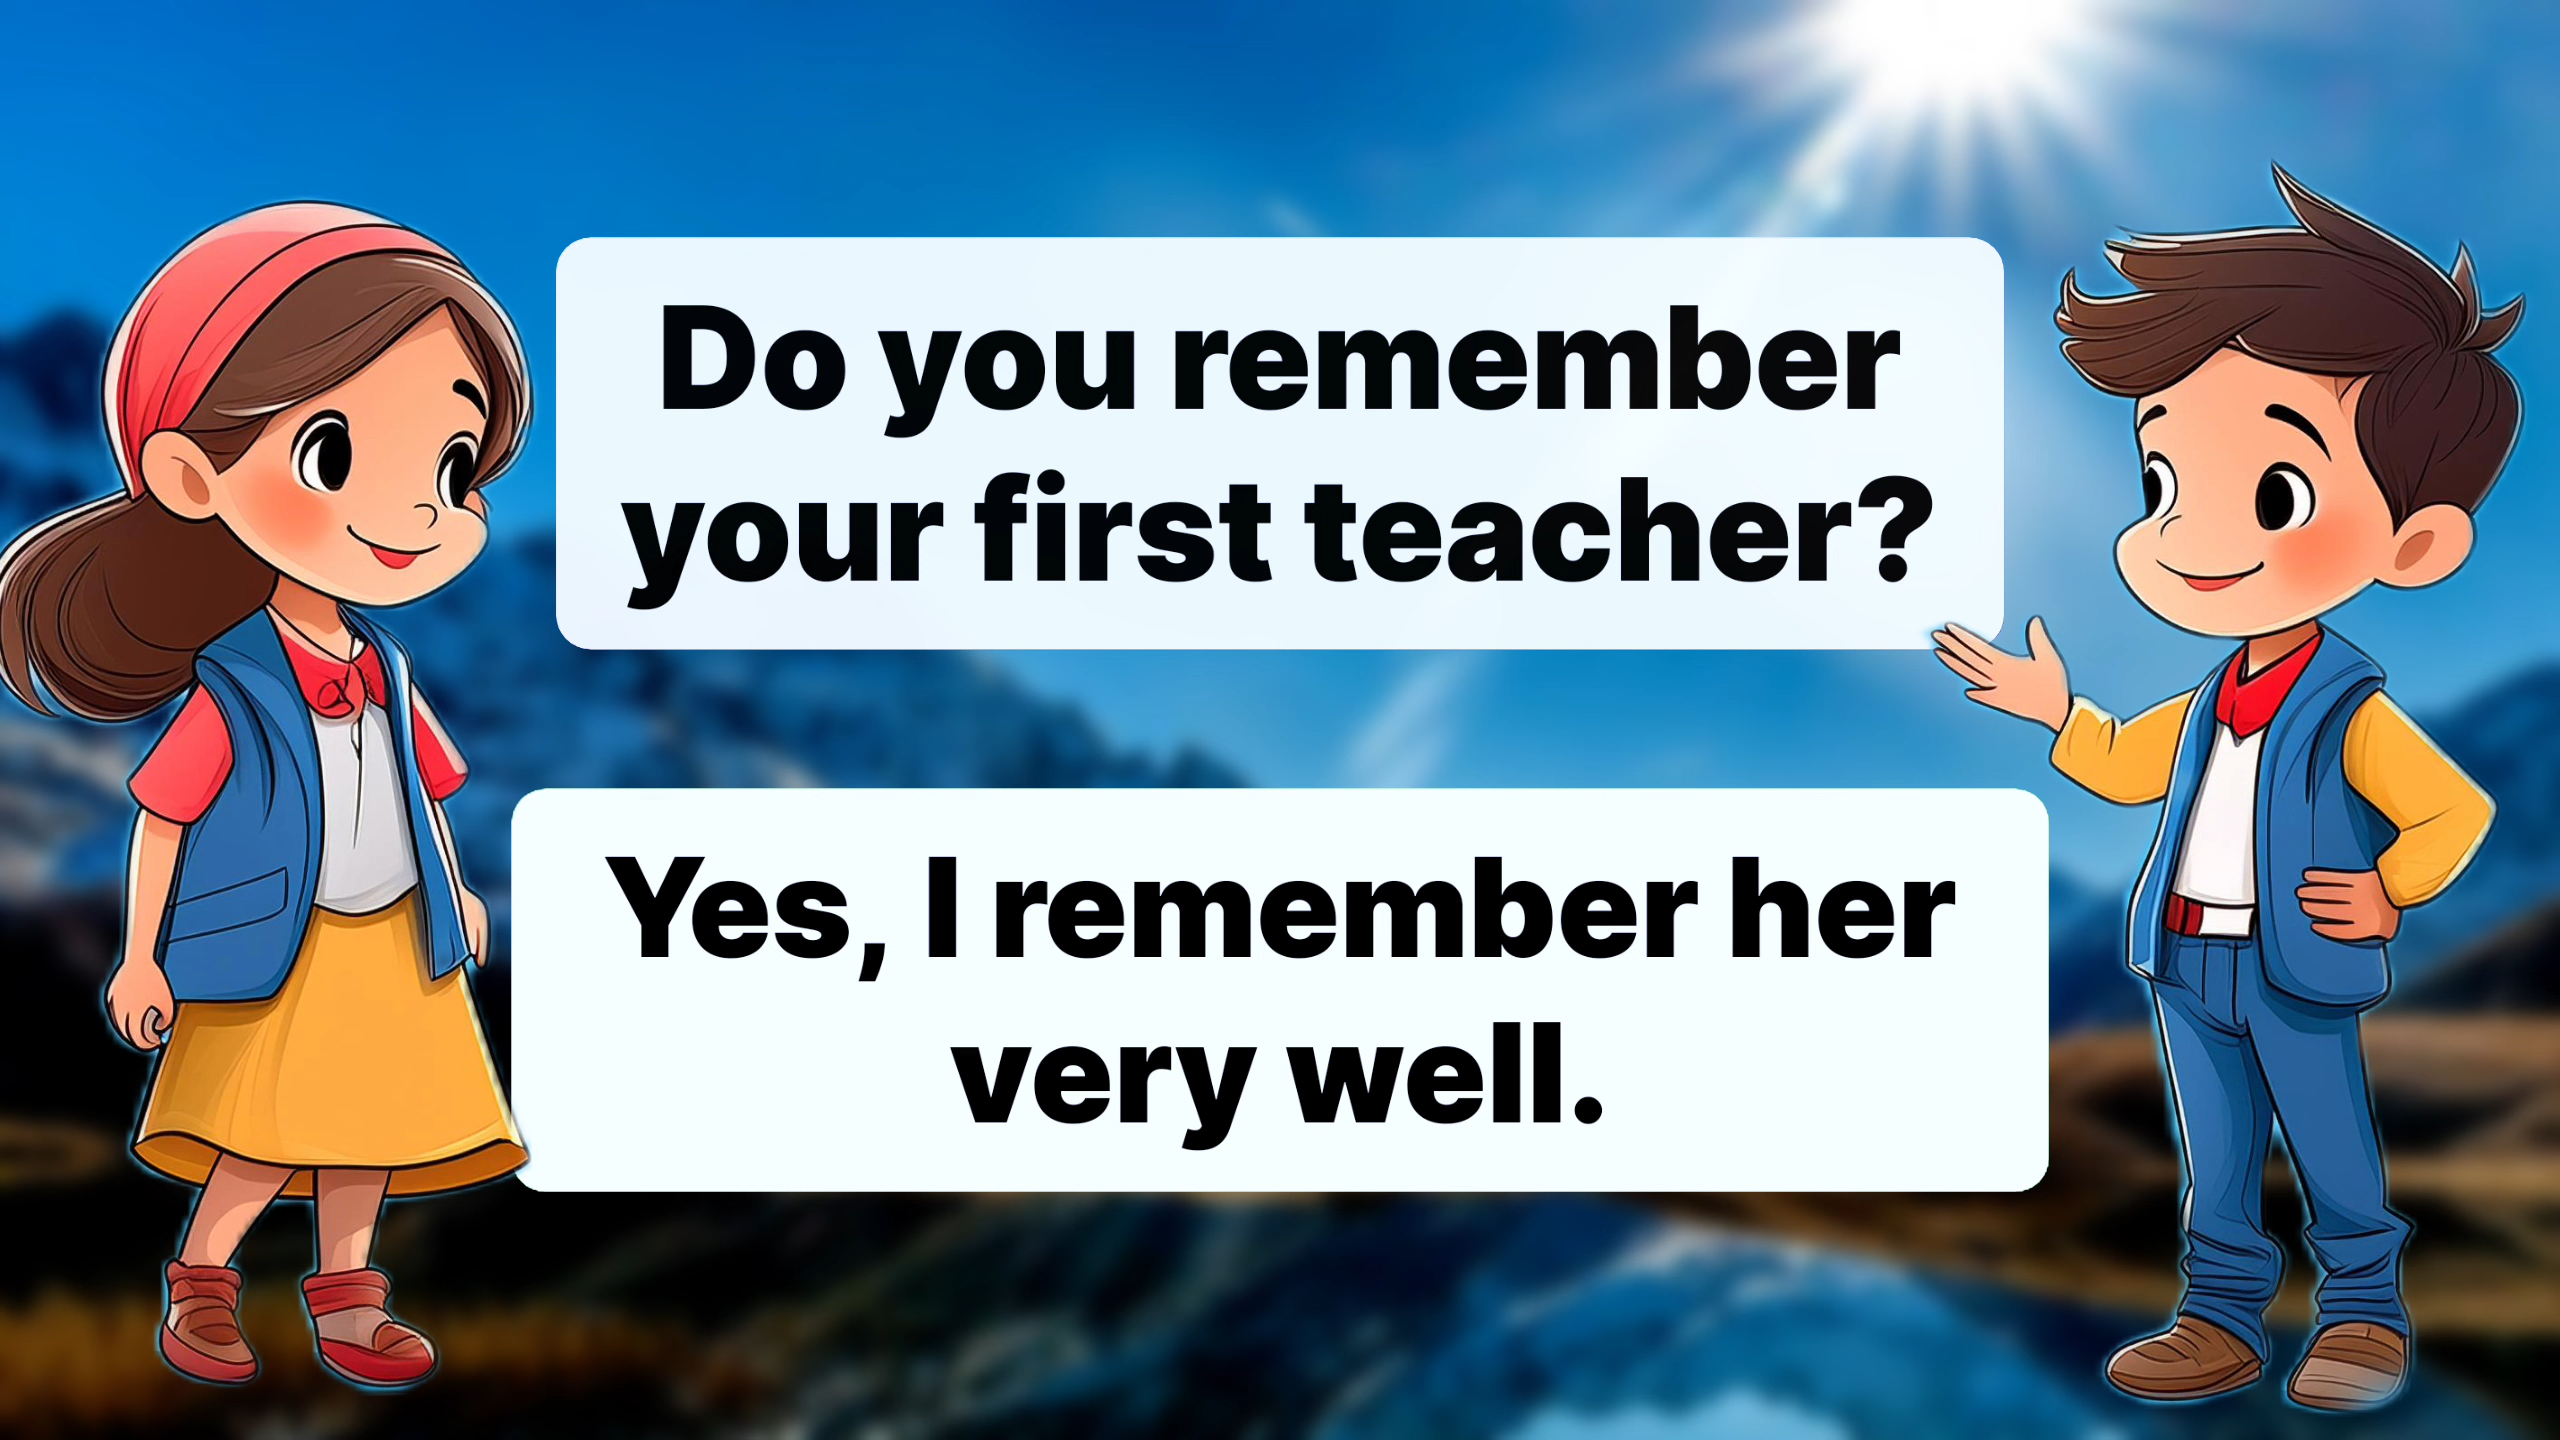 Do you remember
your first teacher?
Yes, I remember her
very well.